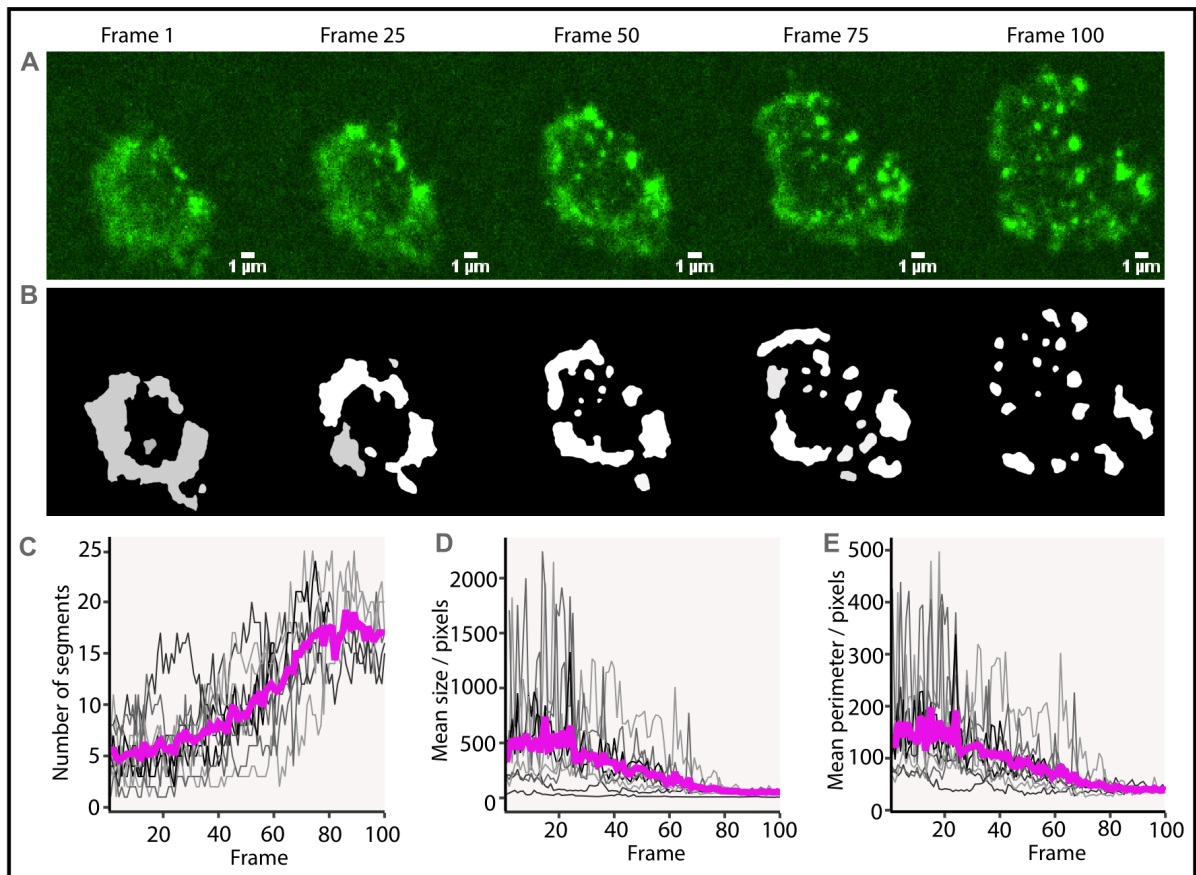 Frame 1 Frame 25 Frame 50 Frame 75 Frame 100
A
1 µm 1 µm 1 µm 1 µm 1 µm
B
C
Number of segments
25
20
15
10
5
0
20 40 60 80 100
Frame
D
Mean size / pixels
2000
1500
1000
500
0
20 40 60 80 100
Frame
E
Mean perimeter / pixels
500
400
300
200
100
0
20 40 60 80 100
Frame